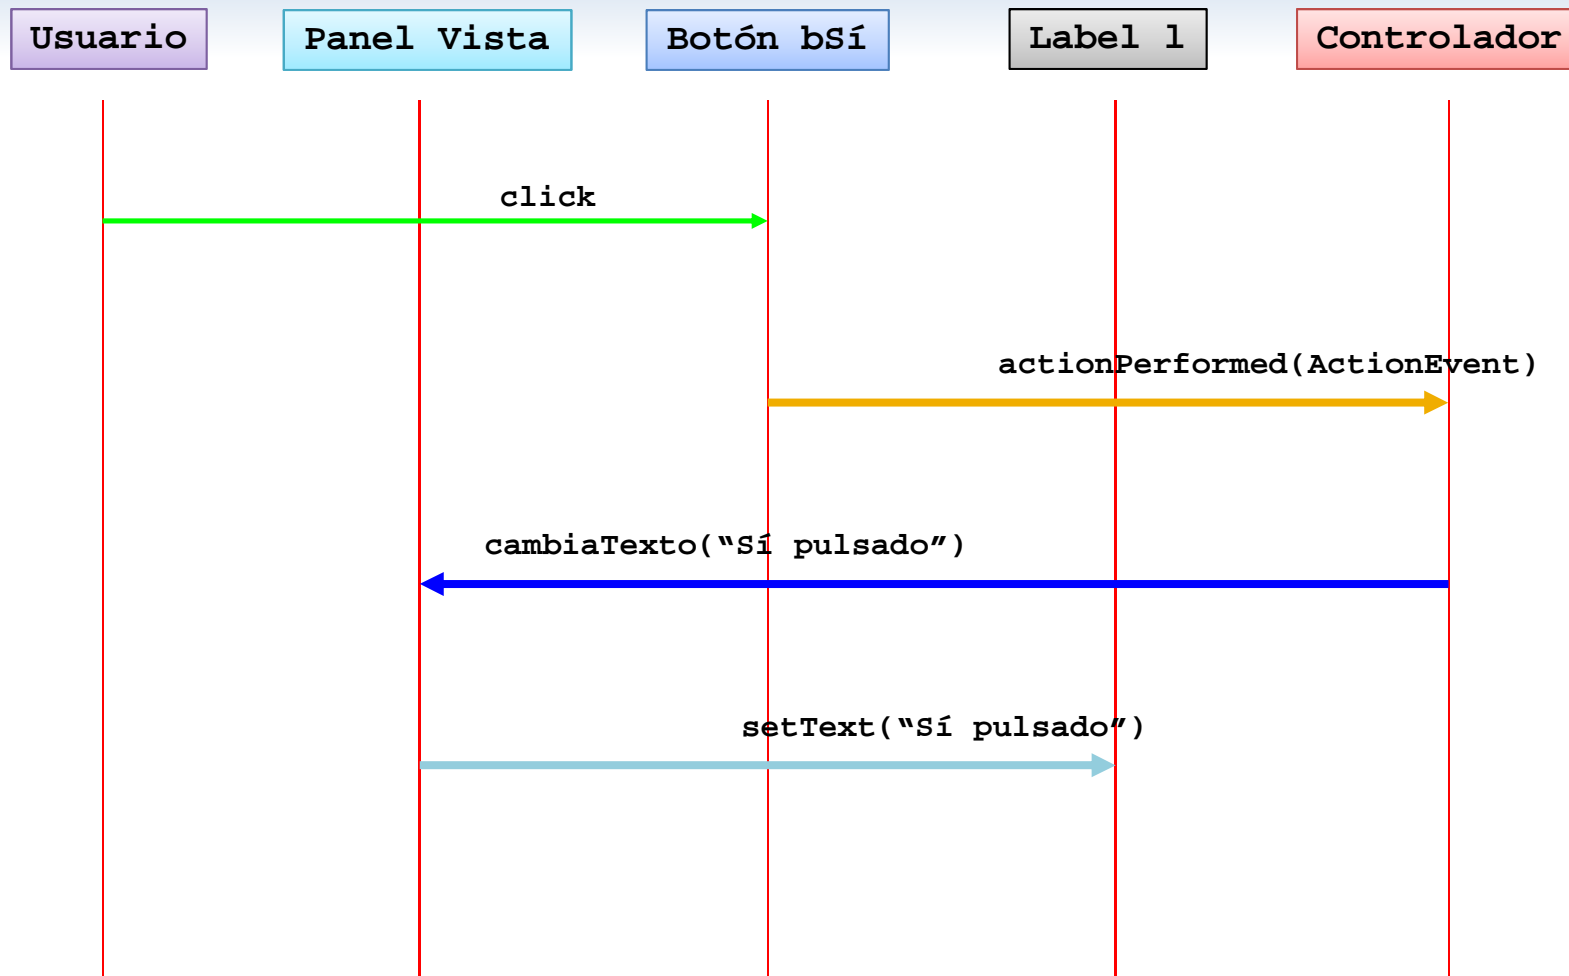 Usuario
Panel Vista
Botón bSí
Label l
Controlador
click
actionPerformed(ActionEvent)
cambiaTexto(“Sí pulsado”)
setText(“Sí pulsado”)